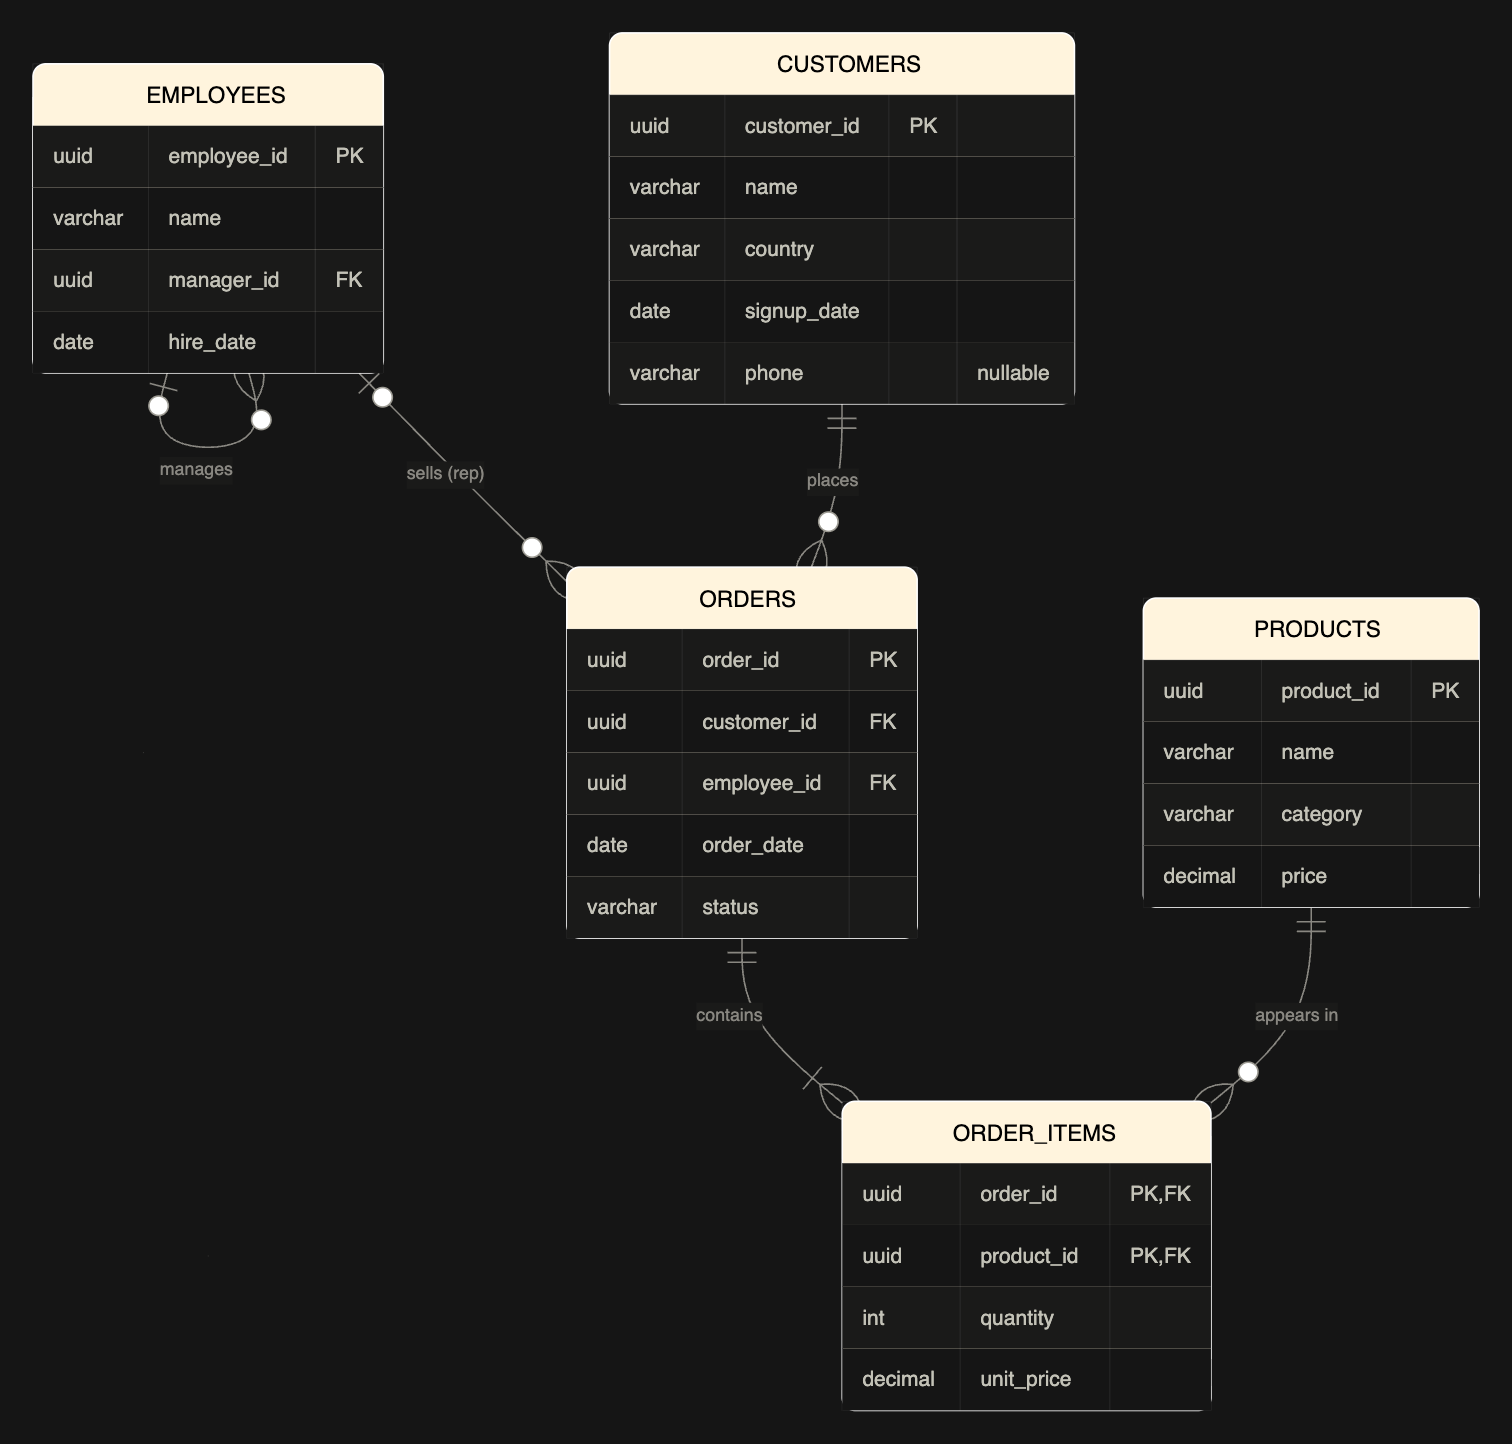 EMPLOYEES
uuid employee_id PK
varchar name
uuid manager_id FK
date hire_date
manages
sells (rep)
CUSTOMERS
uuid customer_id PK
varchar name
varchar country
date signup_date
varchar phone nullable
places
ORDERS
uuid order_id PK
uuid customer_id FK
uuid employee_id FK
date order_date
varchar status
contains
PRODUCTS
uuid product_id PK
varchar name
varchar category
decimal price
appears in
ORDER_ITEMS
uuid order_id PK,FK
uuid product_id PK,FK
int quantity
decimal unit_price